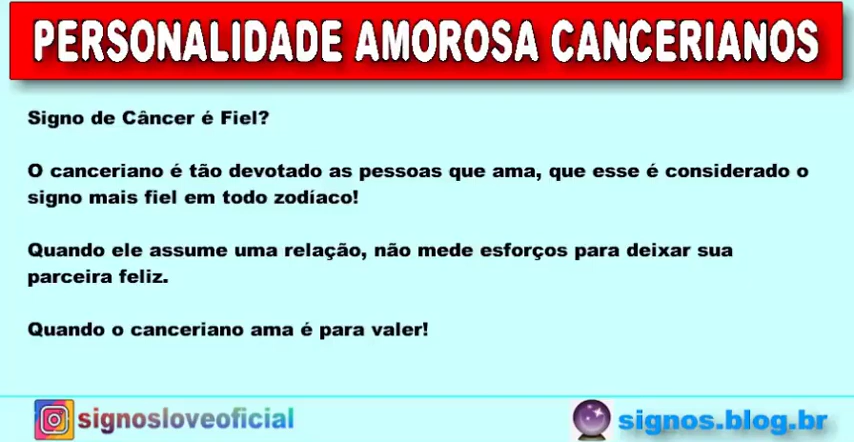 PERSONALIDADE AMOROSA CANCERIANOS
Signo de Câncer é Fiel?
O canceriano é tão devotado as pessoas que ama, que esse é considerado o
signo mais fiel em todo zodíaco!
Quando ele assume uma relação, não mede esforços para deixar sua
parceira feliz.
Quando o canceriano ama é para valer!
signosloveoficial
signos.blog.br